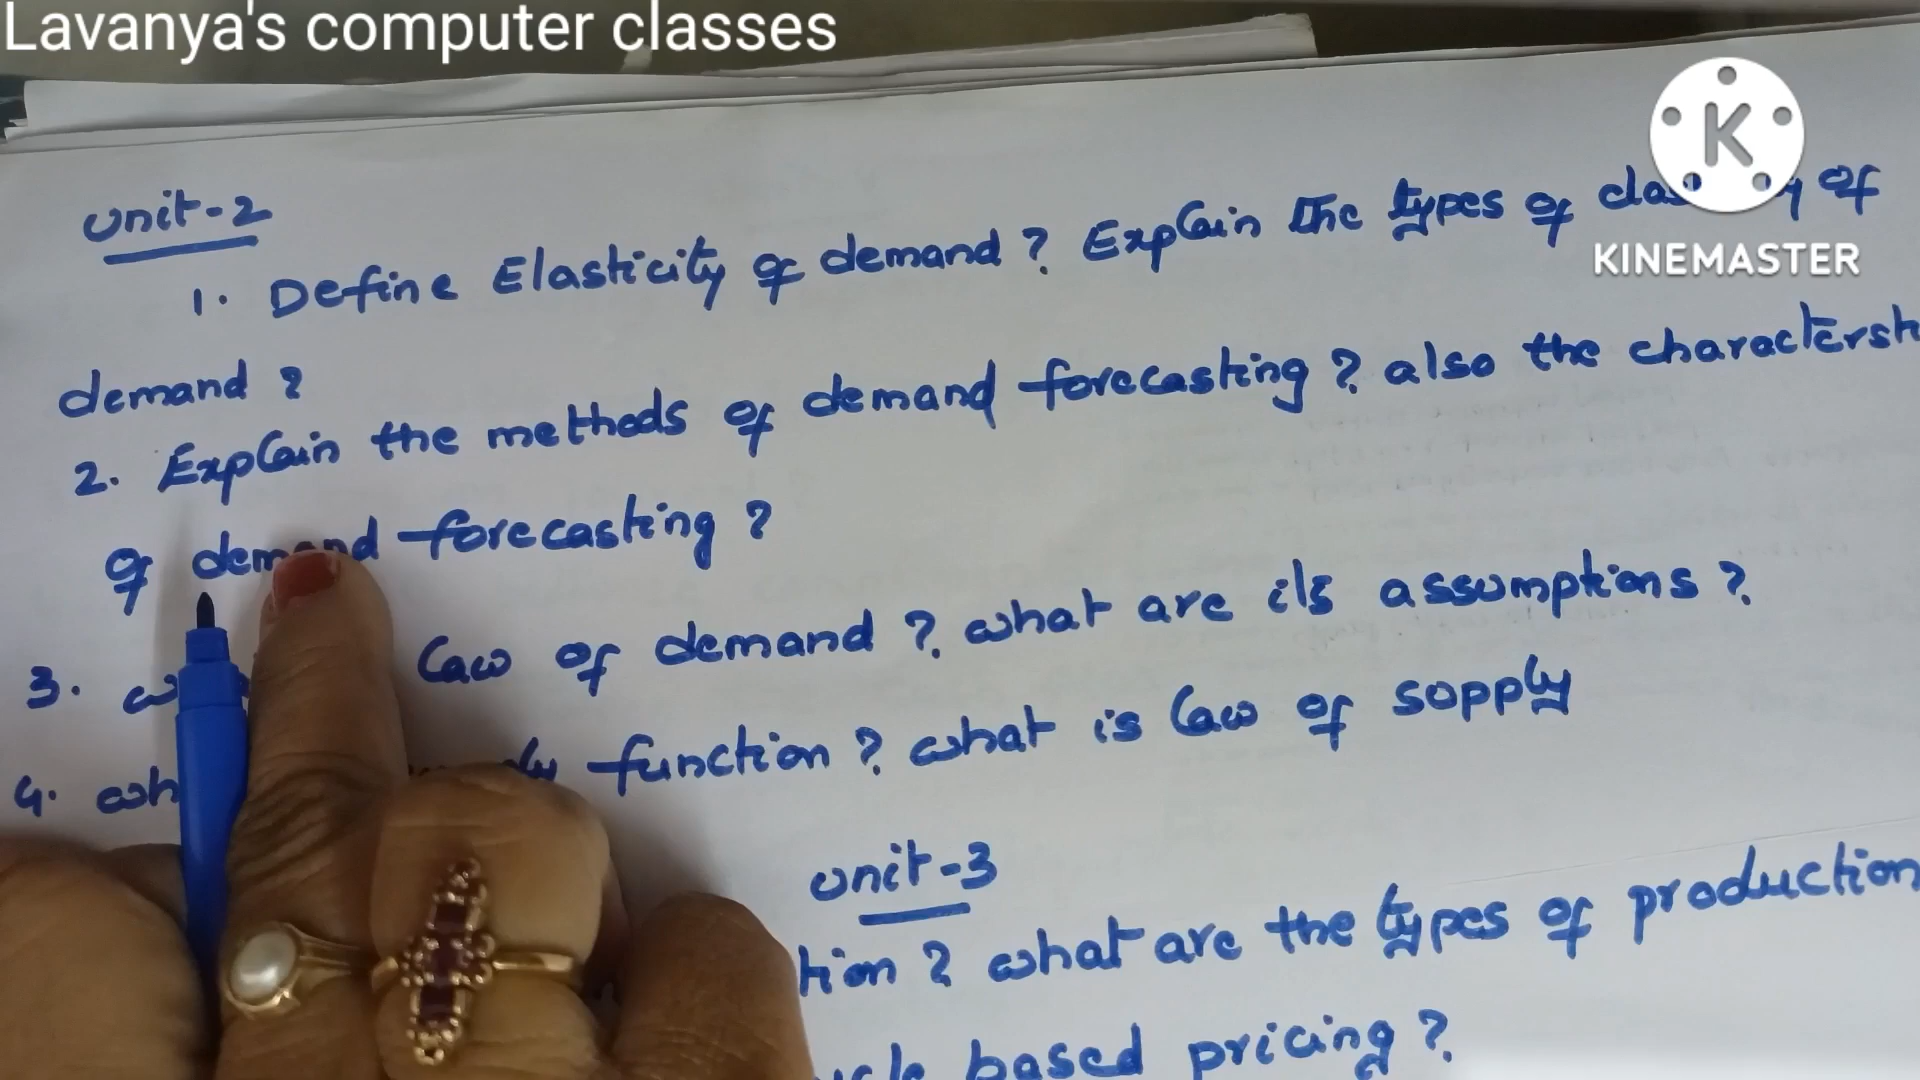 Lavanya's computer classes
K
KINEMASTER
Unit-2
1. Define Elasticity of demand? Explain the types of of
demand?
2. Explain the methods of demand forecasting? also the
of demand forecasting?
3. law of demand? what are its assumptions?
4. function? what is law of sopply
Unit-3
what are the types of production
based pricing?